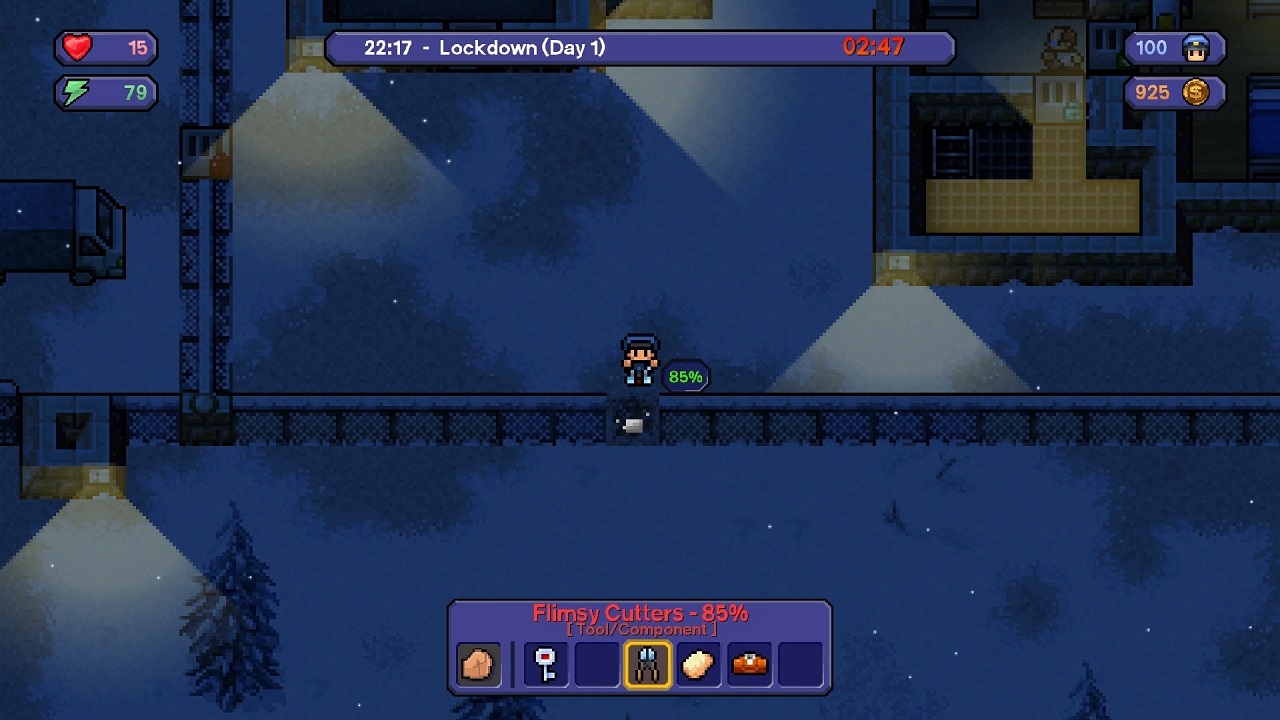 15
22:17 - Lockdown (Day 1)
02:47
100
79
925
85%
Flimsy Cutters - 85%
[ Tool/Component ]